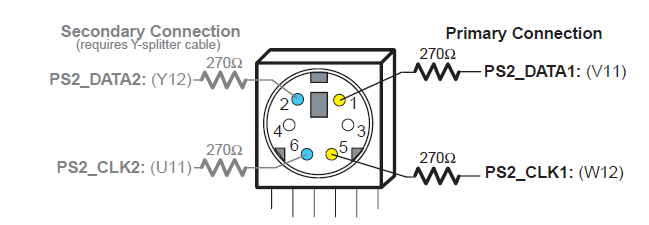 Secondary Connection
(requires Y-splitter cable)
Primary Connection
270Ω
270Ω
PS2_DATA2: (Y12)
PS2_DATA1: (V11)
2
1
4
3
6
5
270Ω
270Ω
PS2_CLK2: (U11)
PS2_CLK1: (W12)